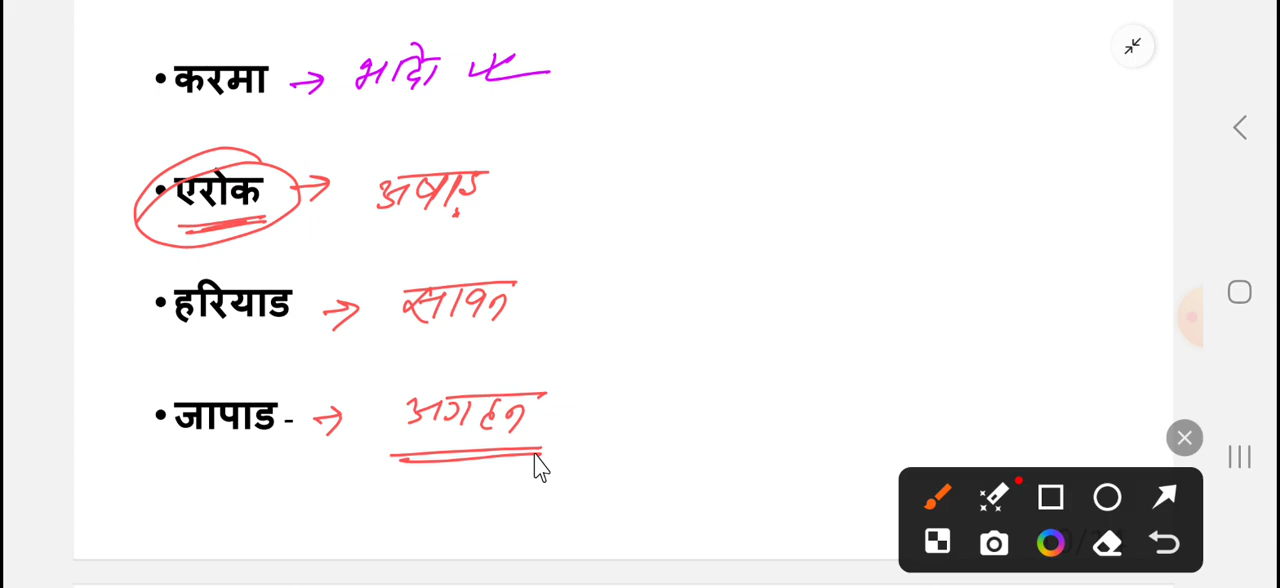 • करमा → भादो
• एरोक → अषाढ़
• हरियाड → सावन
• जापाड - → अगहन